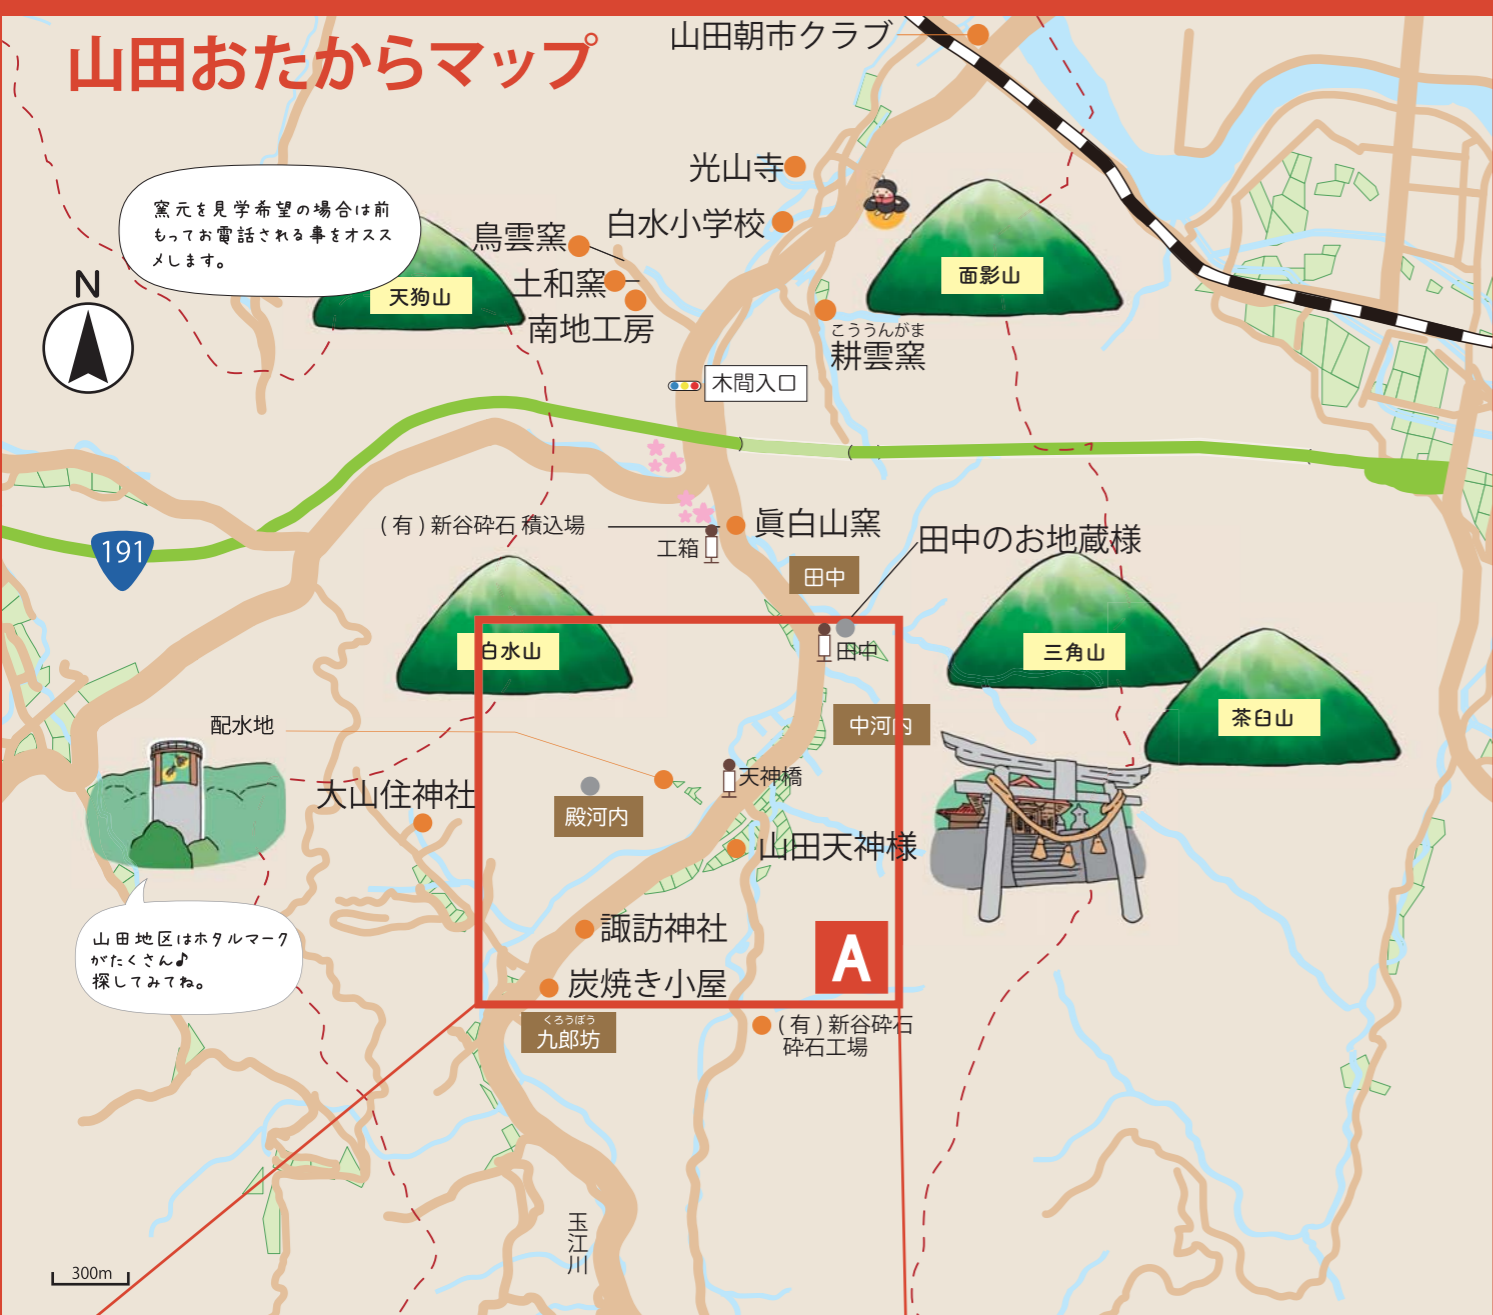 山田おたからマップ
山田朝市クラブ
光山寺
白水小学校
窯元を見学希望の場合は前
もってお電話される事をオスス
メします。
鳥雲窯
土和窯
南地工房
天狗山
面影山
N
こううんがま
耕雲窯
木間入口
(有)新谷砕石 積込場
眞白山窯
工箱
191
田中
田中のお地蔵様
白水山
田中
三角山
茶臼山
中河内
配水地
天神橋
大山住神社
殿河内
山田天神様
諏訪神社
炭焼き小屋
A
山田地区はホタルマーク
がたくさん♪
探してみてね。
くろうぼう
九郎坊
(有)新谷砕石
砕石工場
玉江川
300m